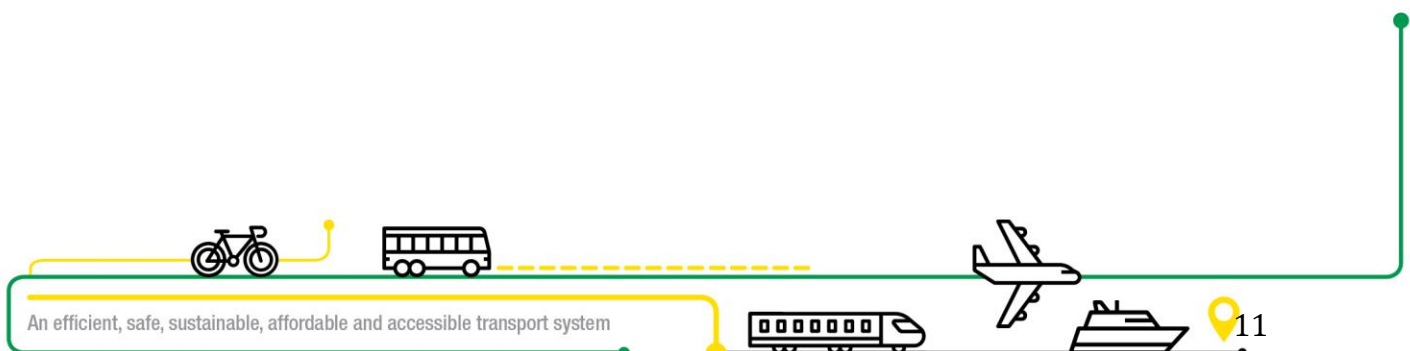 An efficient, safe, sustainable, affordable and accessible transport system
11